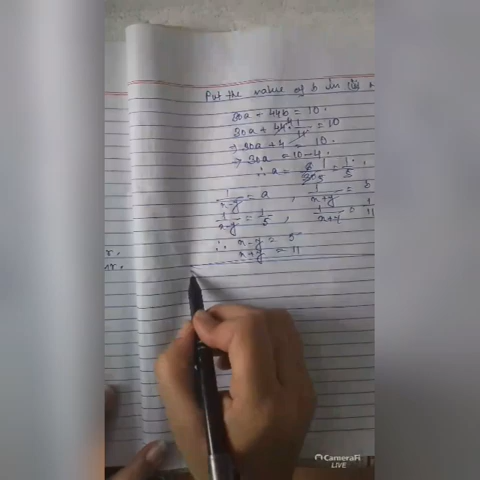 Put the value of b in
30a + 44b = 10
30a + 44 · 1/11 = 10
→ 30a + 4 = 10
→ 30a = 10 - 4
∴ a = 6/30 = 1/5
1/x-y = a , 1/x+y = b
1/x-y = 1/5 , 1/x+y = 1/11
∴ x - y = 5
x + y = 11
r,
CameraFi
LIVE